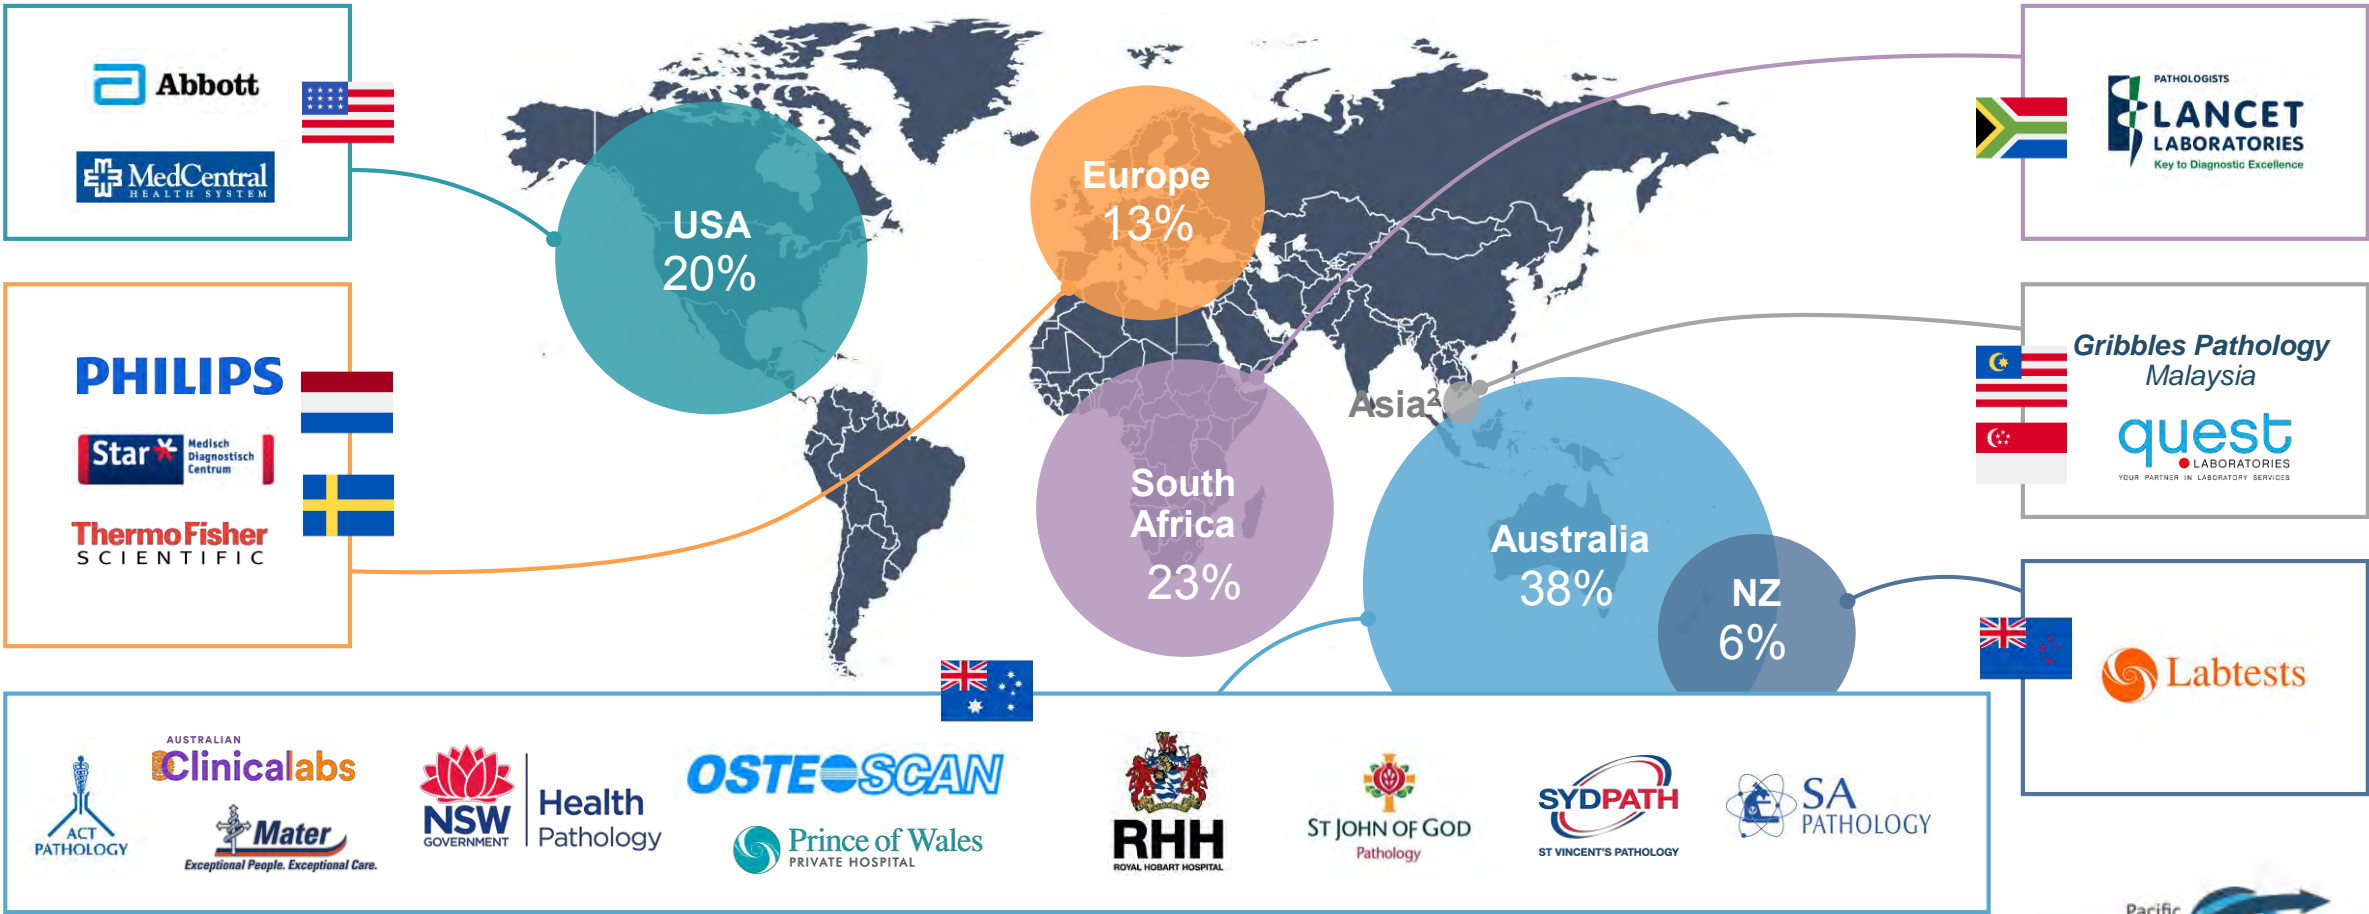 Abbott
MedCentral
HEALTH SYSTEM
PHILIPS
Star
Medisch
Diagnostisch
Centrum
ThermoFisher
SCIENTIFIC
USA
20%
Europe
13%
South
Africa
23%
Asia²
Australia
38%
NZ
6%
PATHOLOGISTS
LANCET
LABORATORIES
Key to Diagnostic Excellence
Gribbles Pathology
Malaysia
quest
LABORATORIES
YOUR PARTNER IN LABORATORY SERVICES
Labtests
ACT
PATHOLOGY
AUSTRALIAN
Clinicalabs
Mater
Exceptional People. Exceptional Care.
NSW
GOVERNMENT
Health
Pathology
OSTEOSCAN
Prince of Wales
PRIVATE HOSPITAL
RHH
ROYAL HOBART HOSPITAL
ST JOHN OF GOD
Pathology
SYDPATH
ST VINCENT'S PATHOLOGY
SA
PATHOLOGY
Pacific